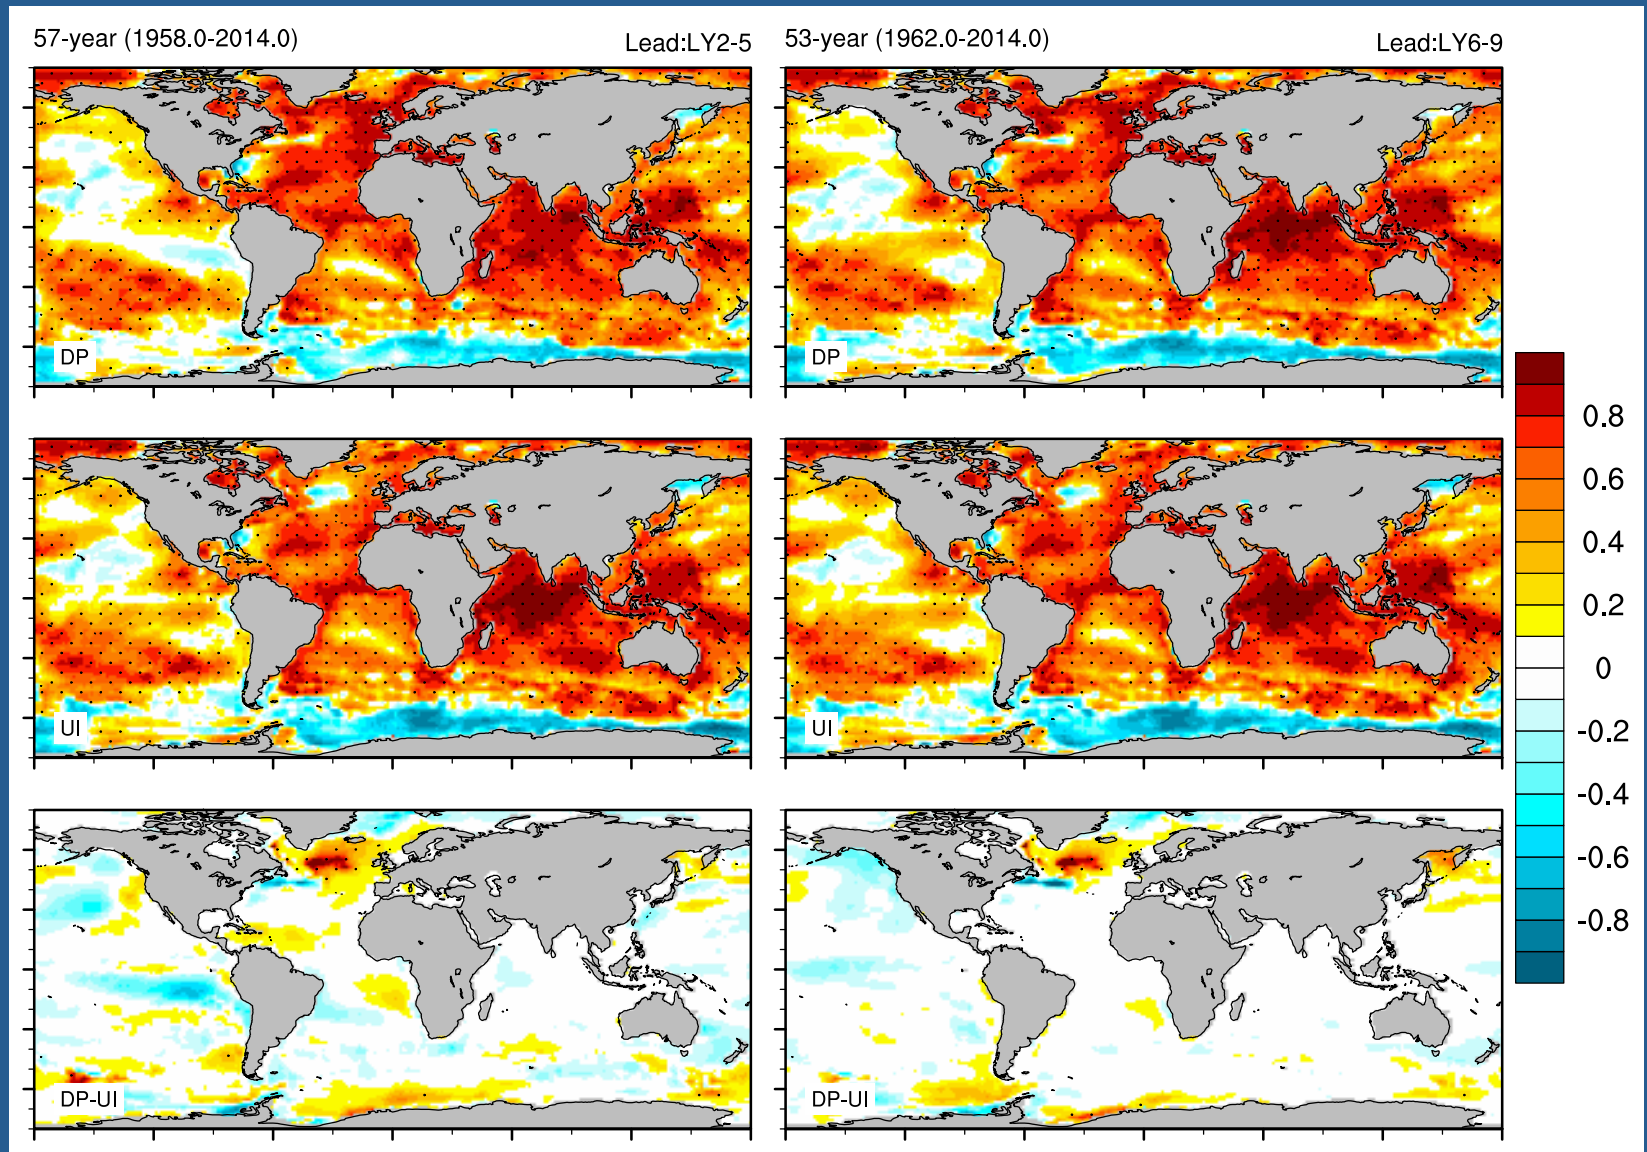 57-year (1958.0-2014.0) Lead:LY2-5
53-year (1962.0-2014.0) Lead:LY6-9
DP
DP
UI
UI
DP-UI
DP-UI
0.8
0.6
0.4
0.2
0
-0.2
-0.4
-0.6
-0.8